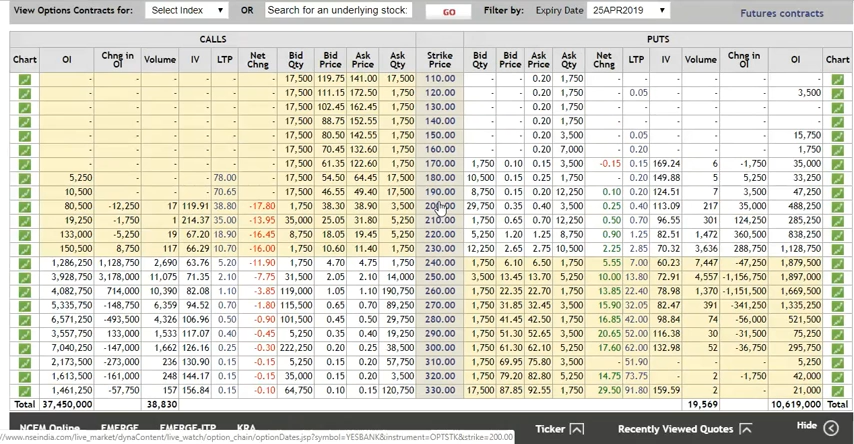 View Options Contracts for: Select Index OR Search for an underlying stock: GO Filter by: Expiry Date 25APR2019 Futures contracts
CALLS PUTS
Chart OI Chng in OI Volume IV LTP Net Chng Bid Qty Bid Price Ask Price Ask Qty Strike Price Bid Qty Bid Price Ask Price Ask Qty Net Chng LTP IV Volume Chng in OI OI Chart
- - - - - - 17,500 119.75 141.00 17,500 110.00 - - 0.20 1,750 - - - - - -
- - - - - - 17,500 111.15 172.50 1,750 120.00 - - 0.20 1,750 - 0.05 - - - 3,500
- - - - - - 17,500 102.45 162.45 1,750 130.00 - - 0.20 1,750 - - - - - -
- - - - - - 17,500 88.75 152.55 1,750 140.00 - - 0.20 1,750 - - - - - -
- - - - - - 17,500 80.50 142.55 1,750 150.00 - - 0.20 3,500 - 0.05 - - - 15,750
- - - - - - 17,500 70.45 132.60 1,750 160.00 - - 0.20 7,000 - 0.20 - - - 1,750
- - - - - - 17,500 61.35 122.60 1,750 170.00 1,750 0.10 0.15 3,500 -0.15 0.15 169.24 6 -1,750 35,000
5,250 - - - 78.00 - 17,500 54.50 64.45 17,500 180.00 10,500 0.15 0.25 1,750 - 0.20 149.88 5 5,250 33,250
10,500 - - - 70.65 - 17,500 46.55 49.40 17,500 190.00 8,750 0.15 0.20 12,250 0.10 0.20 124.51 7 3,500 47,250
80,500 -12,250 17 119.91 38.80 -17.80 1,750 38.30 38.90 3,500 29,750 0.35 0.40 3,500 0.25 0.40 113.09 217 35,000 488,250
19,250 -1,750 1 214.37 35.00 -13.95 35,000 25.05 31.80 5,250 210.00 1,750 0.65 0.70 12,250 0.50 0.70 96.55 301 124,250 285,250
133,000 -5,250 19 67.20 18.90 -16.45 8,750 18.05 19.45 5,250 220.00 5,250 1.20 1.25 8,750 0.90 1.25 82.51 1,472 360,500 838,250
150,500 8,750 117 66.29 10.70 -16.00 1,750 10.60 11.40 1,750 230.00 12,250 2.65 2.75 10,500 2.25 2.85 70.32 3,636 288,750 1,128,750
1,286,250 1,128,750 2,690 63.76 5.20 -11.90 1,750 4.70 4.75 1,750 240.00 1,750 6.10 6.50 1,750 5.55 7.00 60.23 7,447 -47,250 1,879,500
3,928,750 3,178,000 11,075 71.35 2.10 -7.75 31,500 2.05 2.10 14,000 250.00 3,500 13.45 13.70 5,250 10.00 13.80 72.91 4,557 -1,156,750 1,897,000
4,082,750 714,000 10,390 82.08 1.10 -3.85 119,000 1.05 1.10 190,750 260.00 1,750 22.35 22.70 1,750 13.85 22.40 78.98 1,370 -1,151,500 1,669,500
5,335,750 -148,750 6,359 94.52 0.70 -1.80 115,500 0.65 0.70 89,250 270.00 1,750 31.85 32.45 3,500 15.90 32.05 82.47 391 -341,250 1,335,250
6,571,250 -493,500 4,326 106.96 0.50 -0.90 101,500 0.45 0.50 29,750 280.00 1,750 41.45 42.50 1,750 16.85 42.00 98.84 74 -56,000 521,500
3,557,750 133,000 1,533 117.07 0.40 -0.45 5,250 0.35 0.40 19,250 290.00 1,750 51.30 52.65 1,750 20.65 52.00 116.38 30 -31,500 75,250
7,040,250 -147,000 1,662 126.16 0.25 -0.30 222,250 0.20 0.25 38,500 300.00 1,750 61.30 62.10 5,250 17.60 62.00 132.98 52 -36,750 295,750
2,173,500 -273,000 236 130.90 0.15 -0.30 5,250 0.15 0.20 57,750 310.00 1,750 69.95 75.80 3,500 - 51.90 - - - 5,250
1,613,500 -161,000 248 144.17 0.15 -0.15 35,000 0.15 0.20 3,500 320.00 1,750 79.20 82.80 5,250 14.75 73.75 - 2 -1,750 42,000
1,461,250 -57,750 157 156.84 0.15 -0.10 64,750 0.10 0.15 120,750 330.00 17,500 87.85 92.55 1,750 29.50 91.80 159.59 2 - 21,000
Total 37,450,000 38,830 19,569 10,619,000 Total
NCFM Online EMERGE EMERGE-ITP KRA Ticker Recently Viewed Quotes Hide
://www.nseindia.com/live_market/dynaContent/live_watch/option_chain/optionDates.jsp?symbol=YESBANK&instrument=OPTSTK&strike=200.00